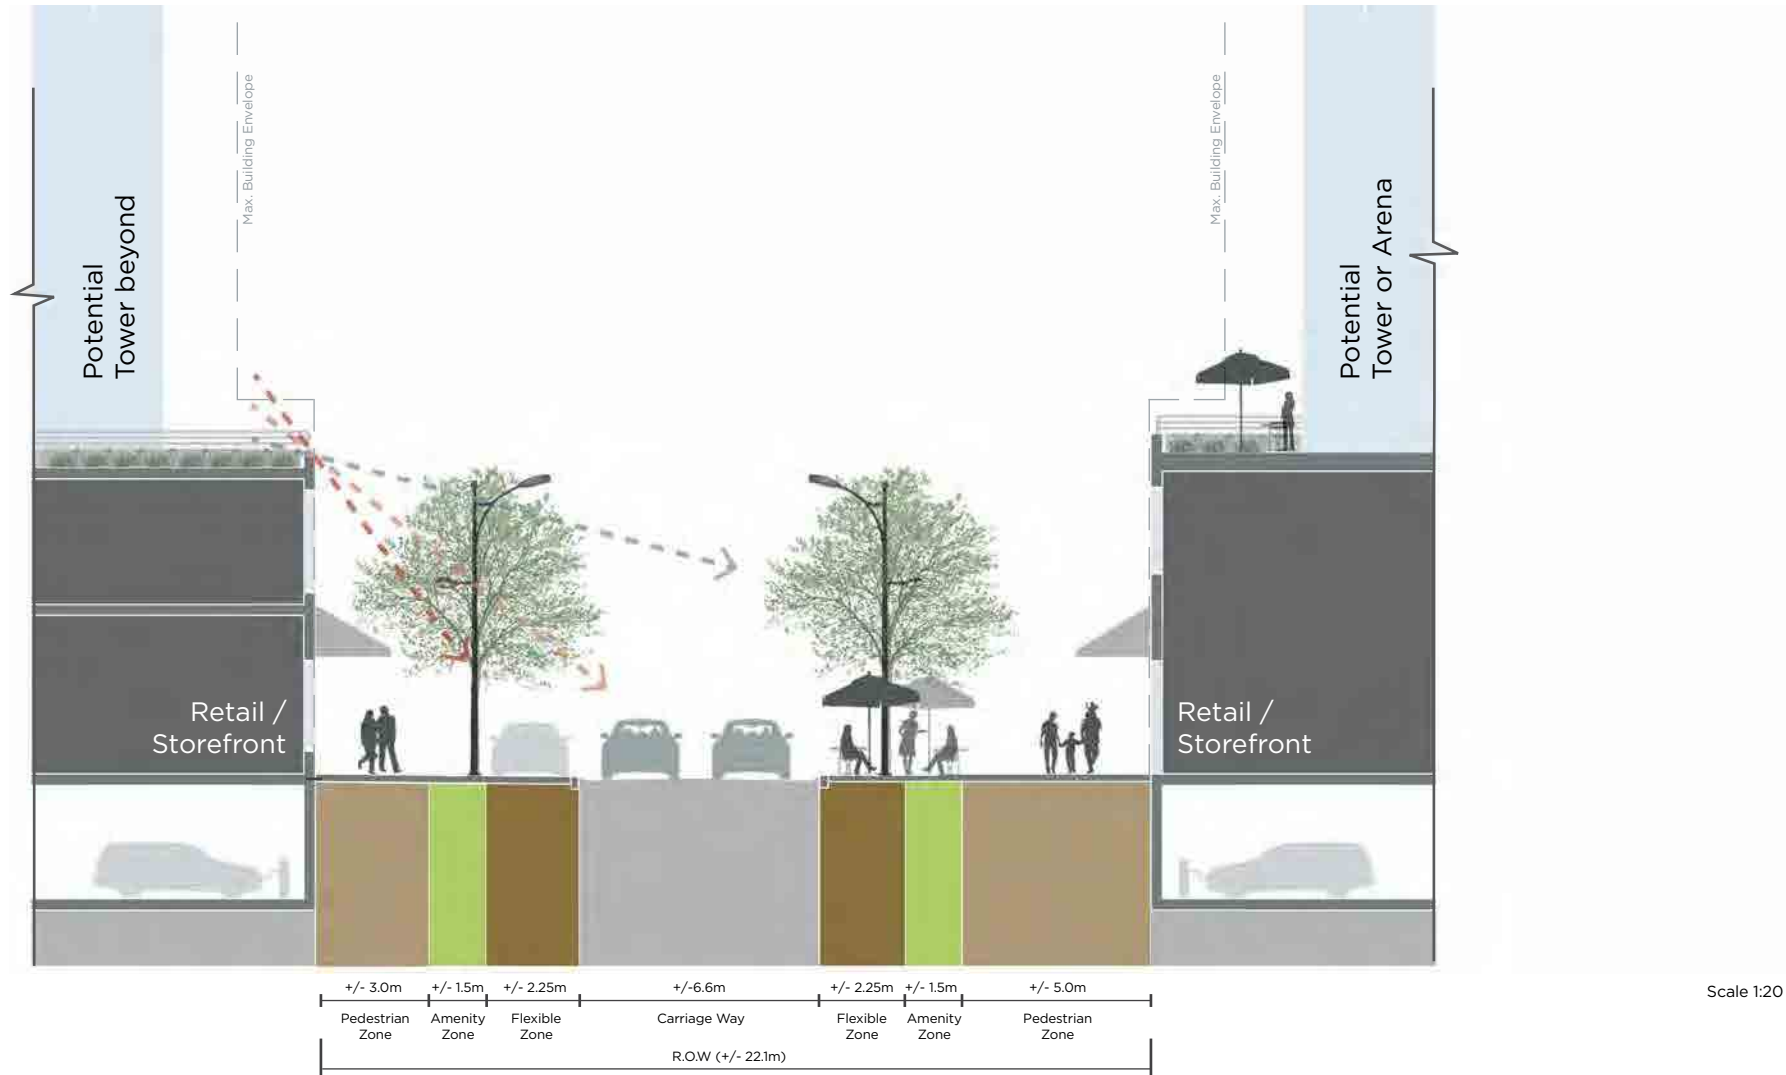 Max. Building Envelope
Max. Building Envelope
Potential
Tower beyond
Potential
Tower or Arena
Retail /
Storefront
Retail /
Storefront
+/- 3.0m
+/- 1.5m
+/- 2.25m
+/-6.6m
+/- 2.25m
+/- 1.5m
+/- 5.0m
Scale 1:20
Pedestrian
Zone
Amenity
Zone
Flexible
Zone
Carriage Way
Flexible
Zone
Amenity
Zone
Pedestrian
Zone
R.O.W (+/- 22.1m)